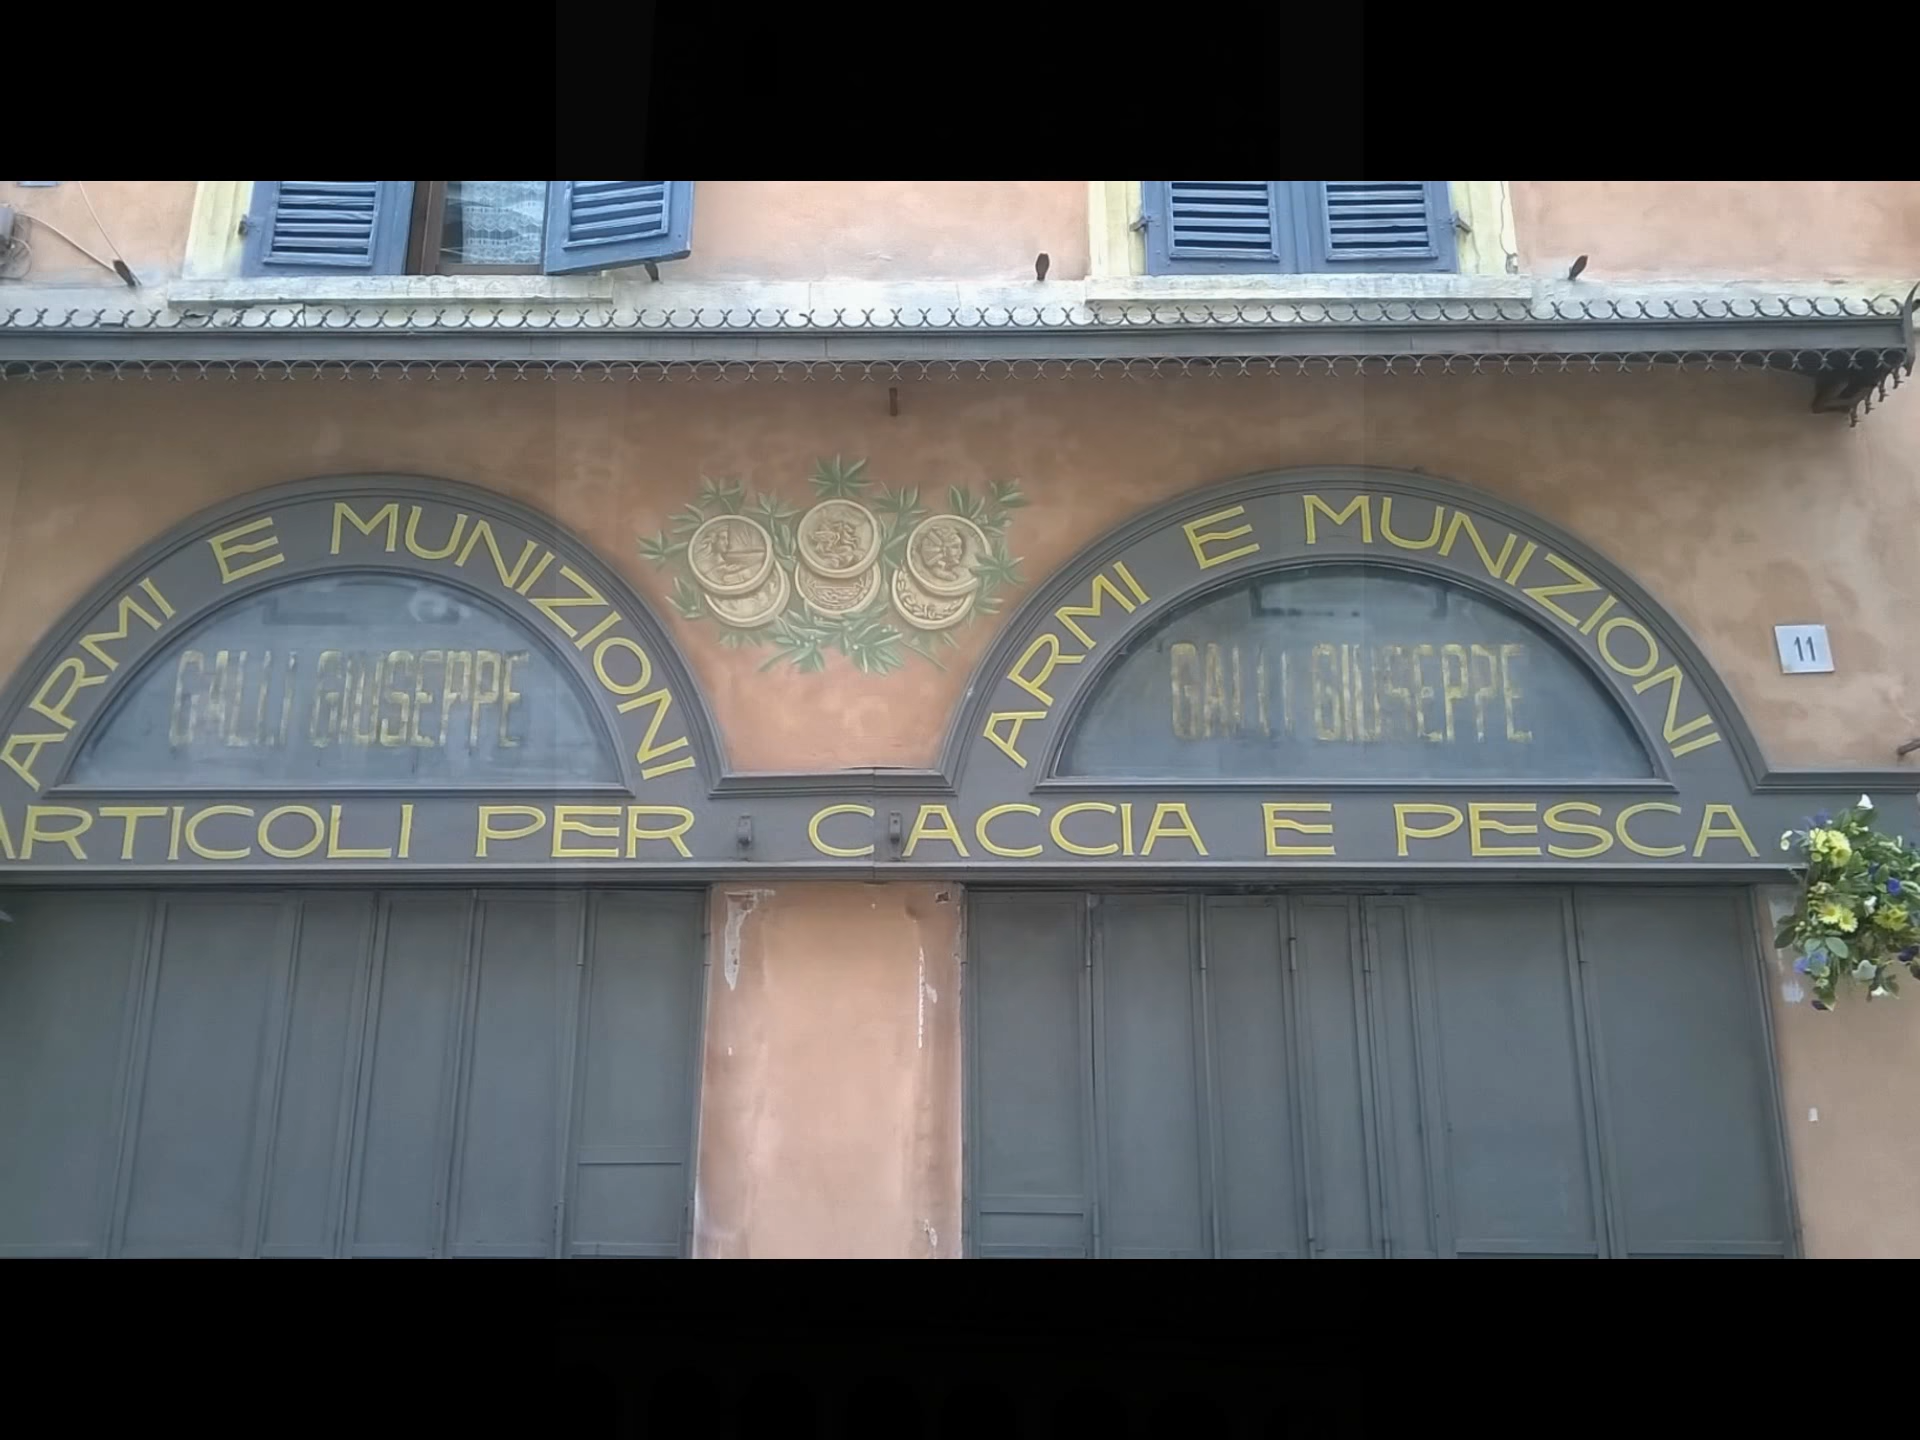 ARMI E MUNIZIONI
GALLI GIUSEPPE
ARMI E MUNIZIONI
GALLI GIUSEPPE
11
ARTICOLI PER CACCIA E PESCA